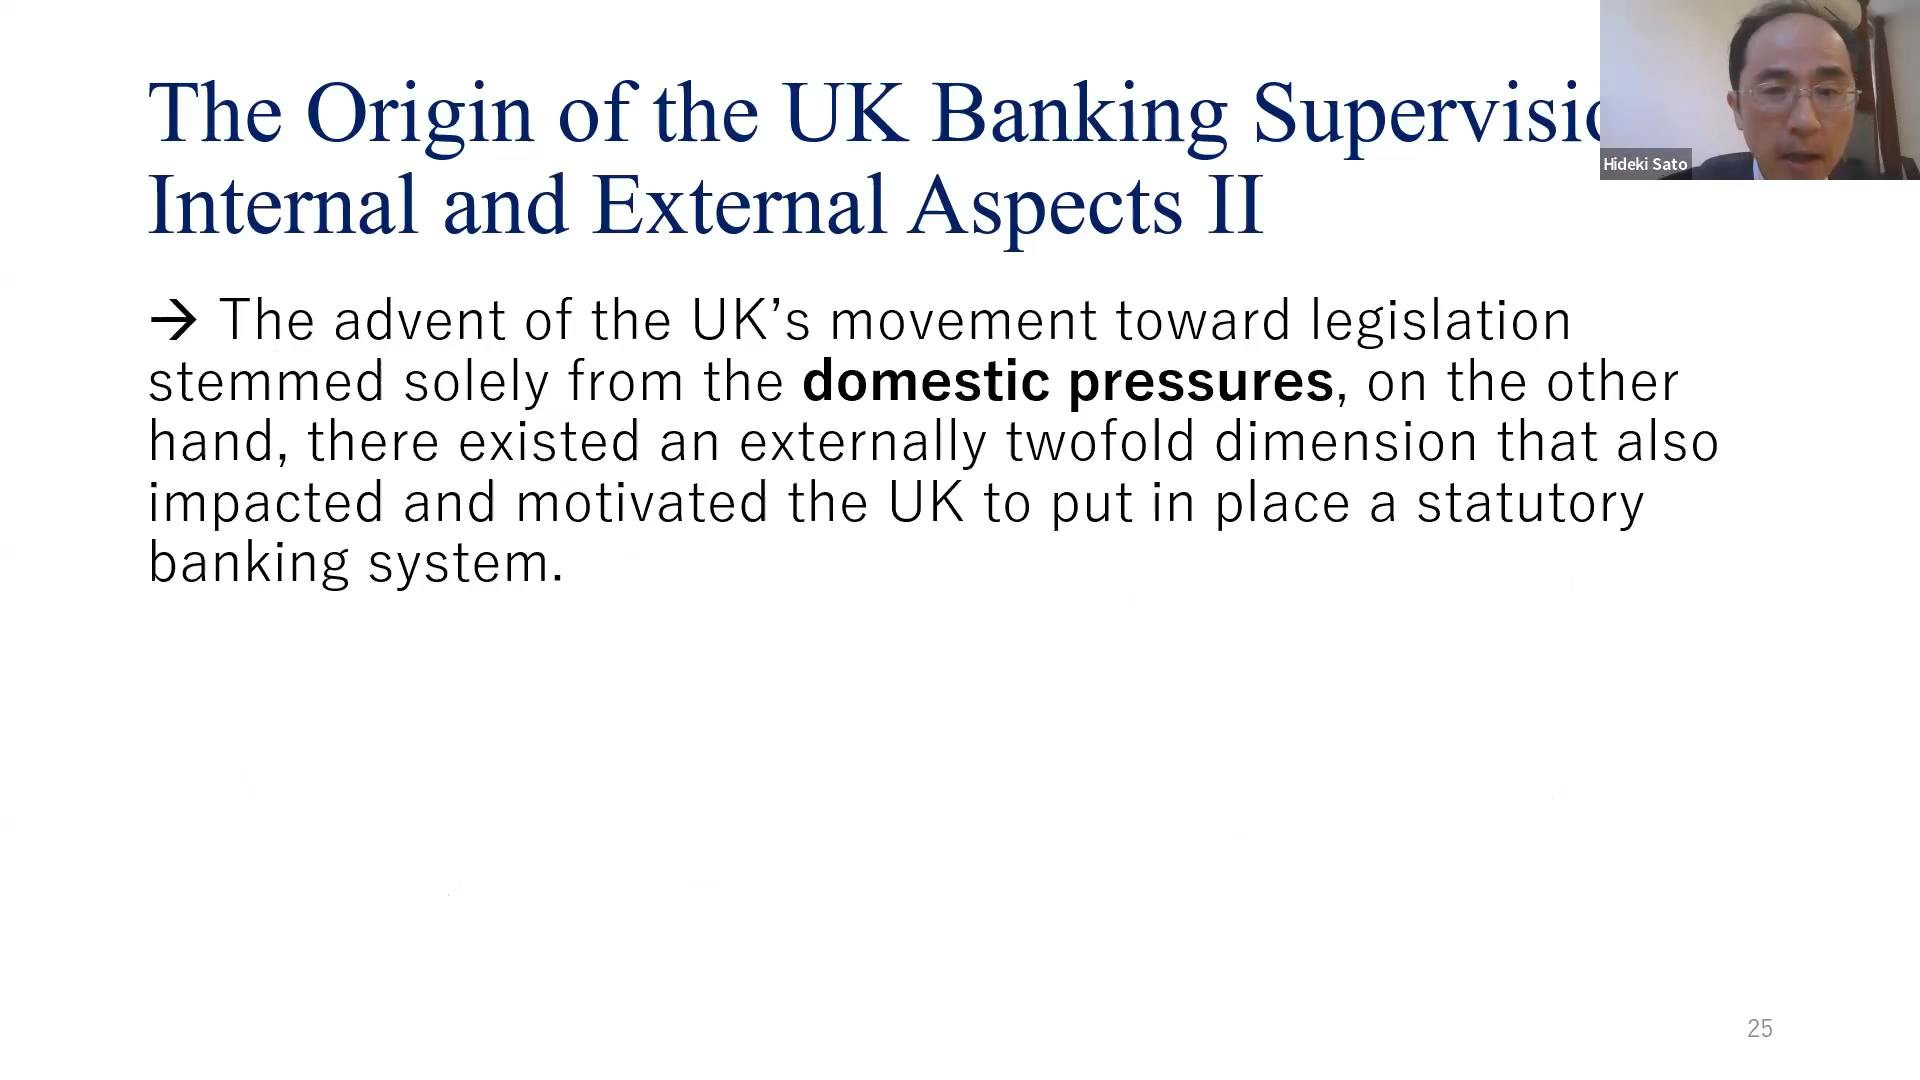 The Origin of the UK Banking
Internal and External Aspects II
Hideki Sato
→ The advent of the UK’s movement toward legislation
stemmed solely from the domestic pressures, on the other
hand, there existed an externally twofold dimension that also
impacted and motivated the UK to put in place a statutory
banking system.
25